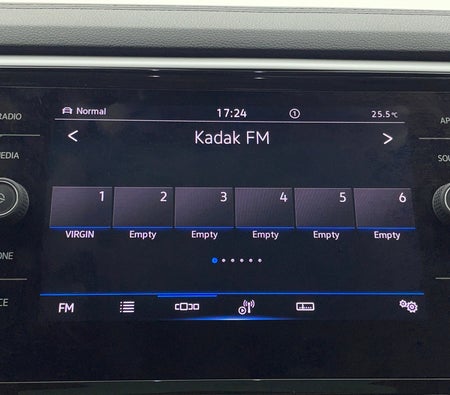 RADIO
Normal 17:24 1 25.5°C
AP
MEDIA
< Kadak FM >
SOU
1 2 3 4 5 6
VIRGIN Empty Empty Empty Empty Empty
ONE
CE
FM